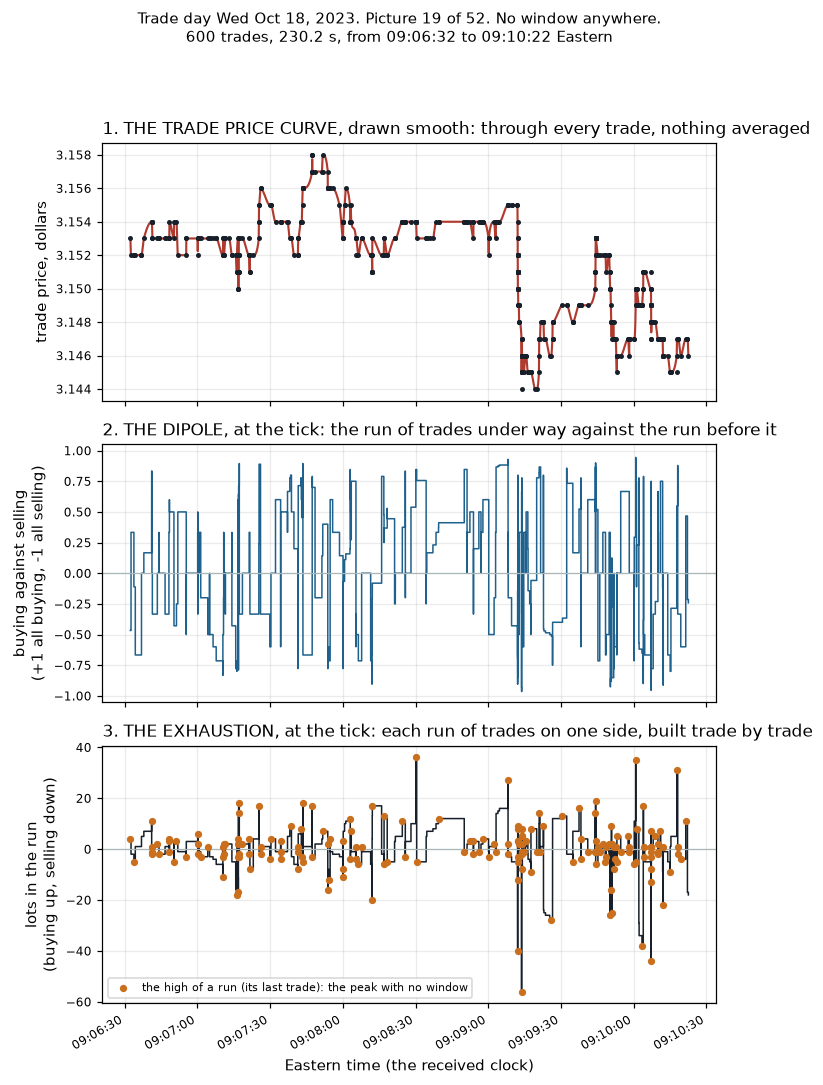 Trade day Wed Oct 18, 2023. Picture 19 of 52. No window anywhere.
600 trades, 230.2 s, from 09:06:32 to 09:10:22 Eastern
1. THE TRADE PRICE CURVE, drawn smooth: through every trade, nothing averaged
3.158
3.156
3.154
3.152
3.150
3.148
3.146
3.144
trade price, dollars
2. THE DIPOLE, at the tick: the run of trades under way against the run before it
1.00
0.75
0.50
0.25
0.00
−0.25
−0.50
−0.75
−1.00
buying against selling
(+1 all buying, -1 all selling)
3. THE EXHAUSTION, at the tick: each run of trades on one side, built trade by trade
40
20
0
−20
−40
−60
lots in the run
(buying up, selling down)
the high of a run (its last trade): the peak with no window
09:06:30
09:07:00
09:07:30
09:08:00
09:08:30
09:09:00
09:09:30
09:10:00
09:10:30
Eastern time (the received clock)